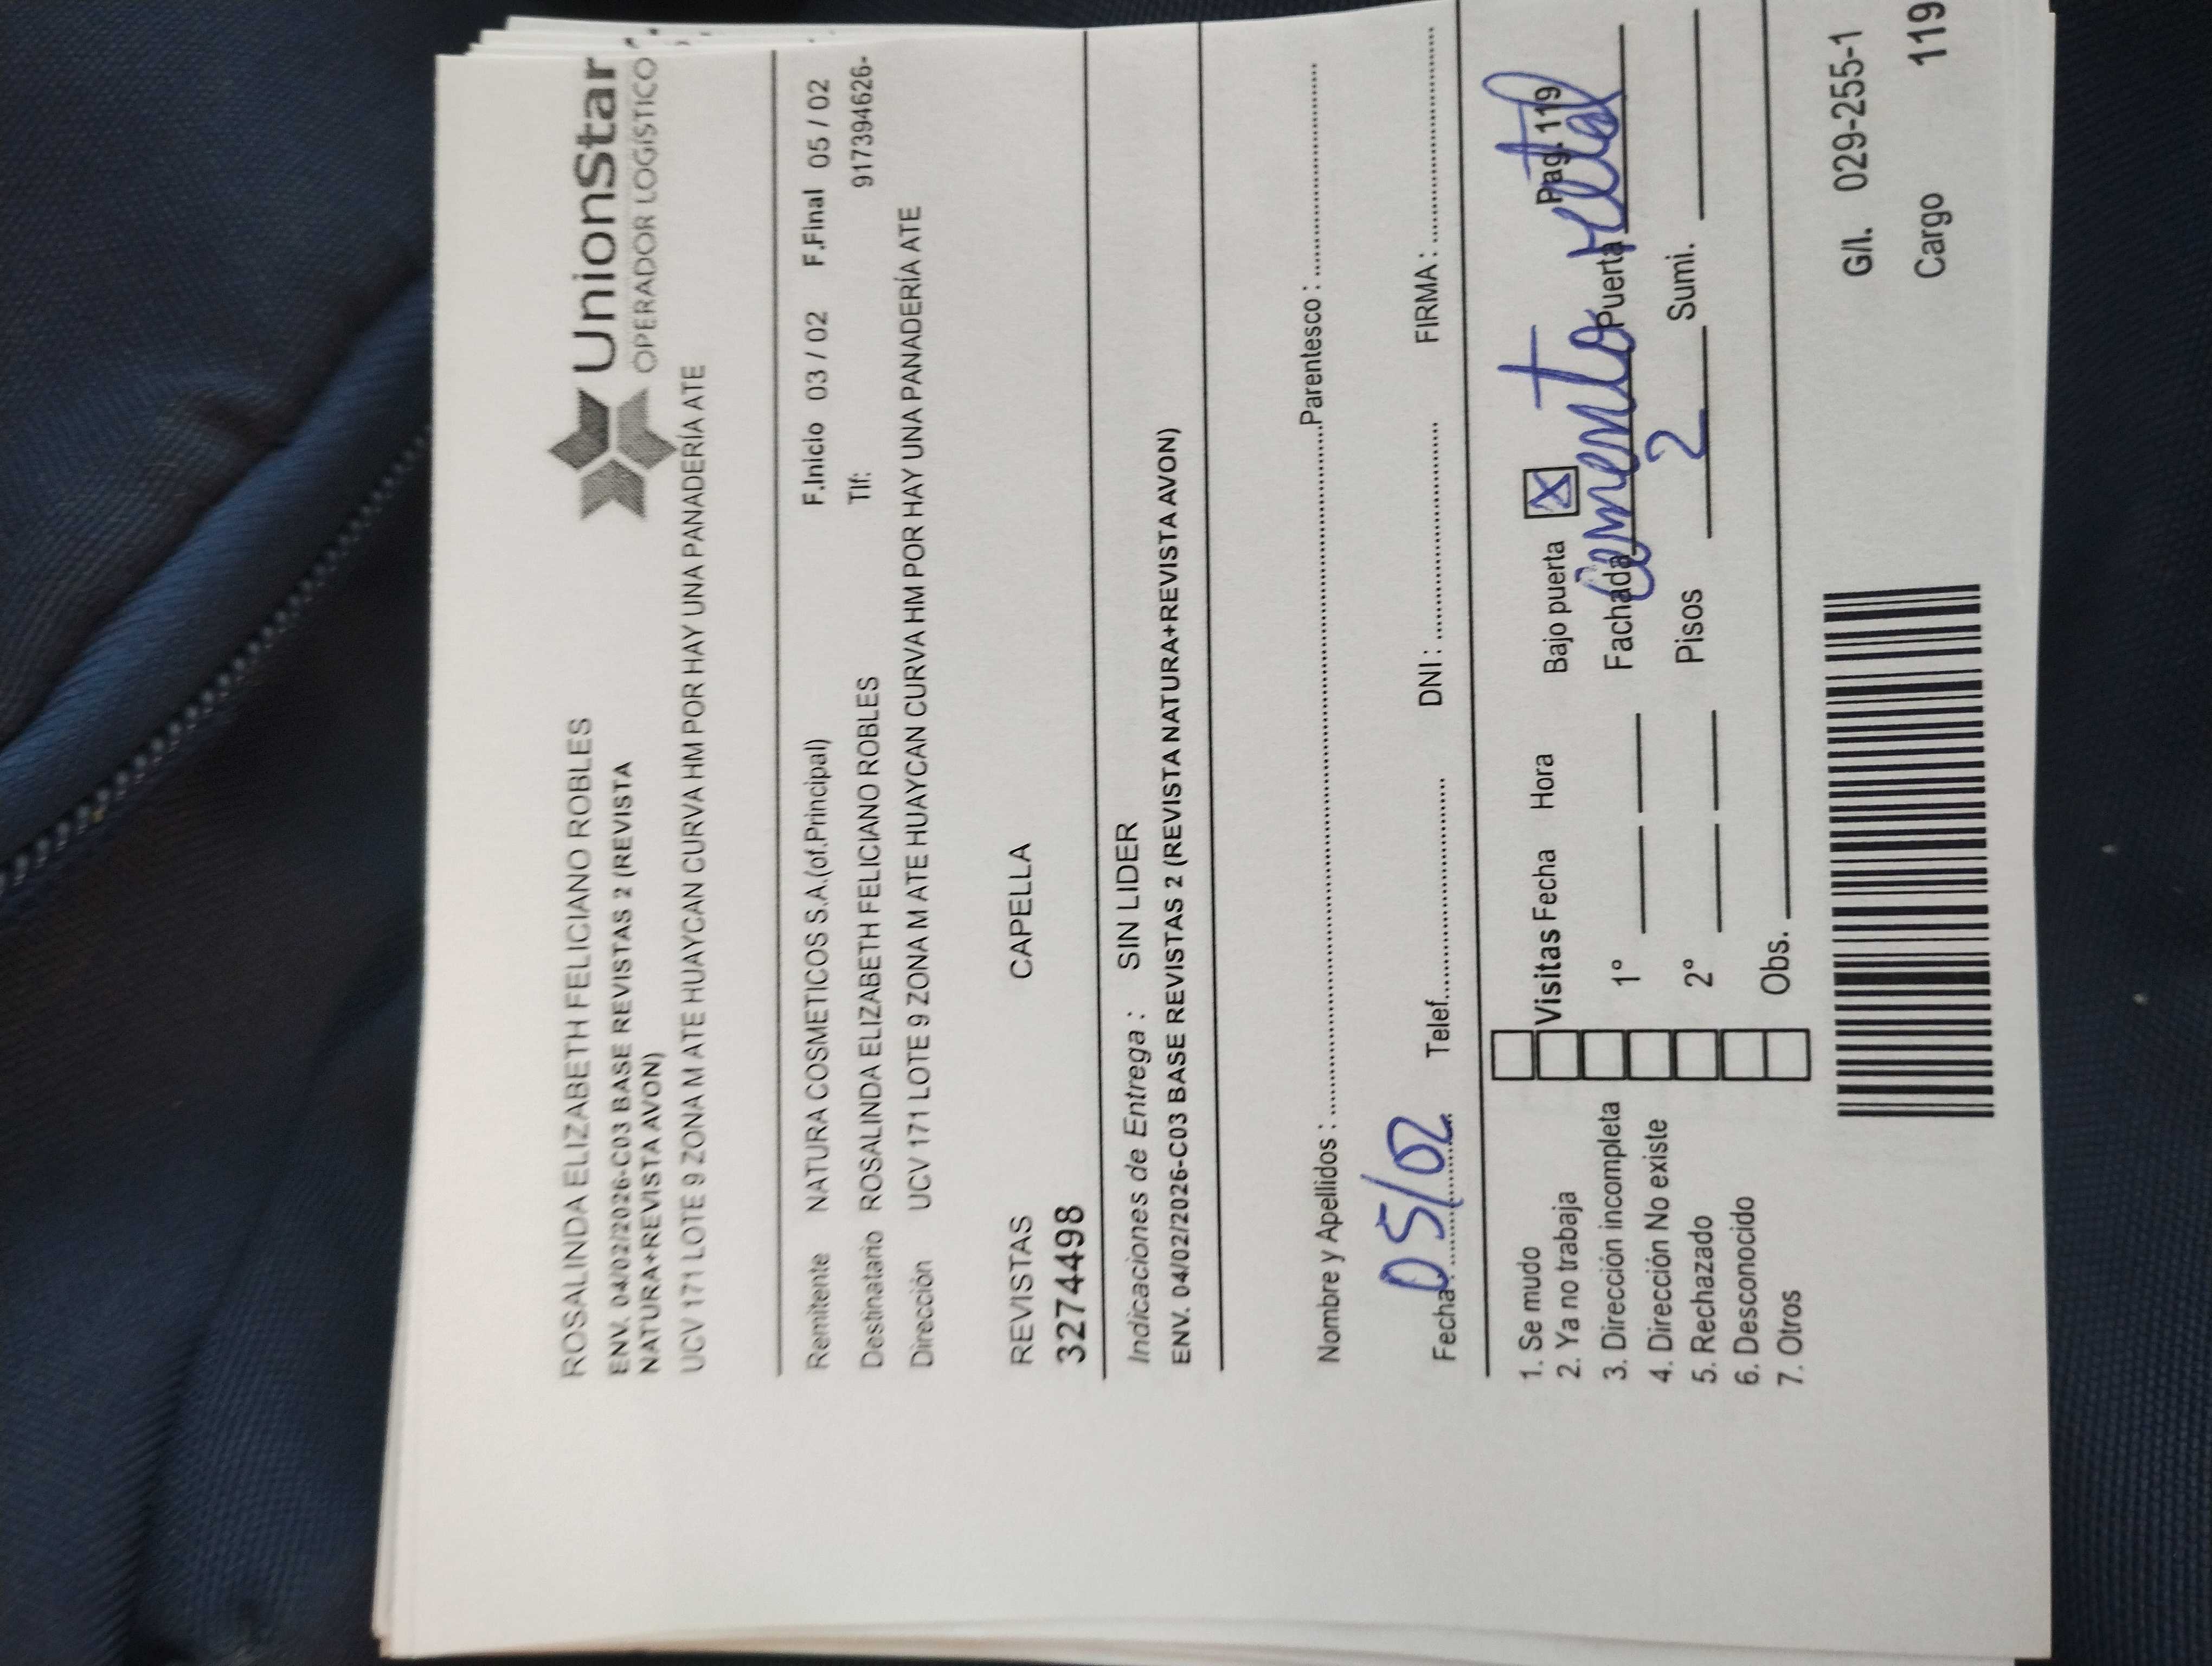 UnionStar
OPERADOR LOGÍSTICO
ROSALINDA ELIZABETH FELICIANO ROBLES
ENV. 04/02/2026-C03 BASE REVISTAS 2 (REVISTA
NATURA+REVISTA AVON)
UCV 171 LOTE 9 ZONA M ATE HUAYCAN CURVA HM POR HAY UNA PANADERÍA ATE
Remitente NATURA COSMETICOS S.A.(of.Principal) F.Inicio 03 / 02 F.Final 05 / 02
Destinatario ROSALINDA ELIZABETH FELICIANO ROBLES Tlf: 917394626-
Dirección UCV 171 LOTE 9 ZONA M ATE HUAYCAN CURVA HM POR HAY UNA PANADERÍA ATE
REVISTAS CAPELLA
3274498
Indicaciones de Entrega : SIN LIDER
ENV. 04/02/2026-C03 BASE REVISTAS 2 (REVISTA NATURA+REVISTA AVON)
Nombre y Apellidos : Parentesco :
Fecha: 05/02 Telef. DNI : FIRMA :
1. Se mudo
2. Ya no trabaja
3. Dirección incompleta
4. Dirección No existe
5. Rechazado
6. Desconocido
7. Otros
Visitas Fecha Hora Bajo puerta X Pag. 119
1° Fachada Cemento Puerta Metal
2° Pisos 2 Sumi.
Obs.
G/I. 029-255-1
Cargo 119